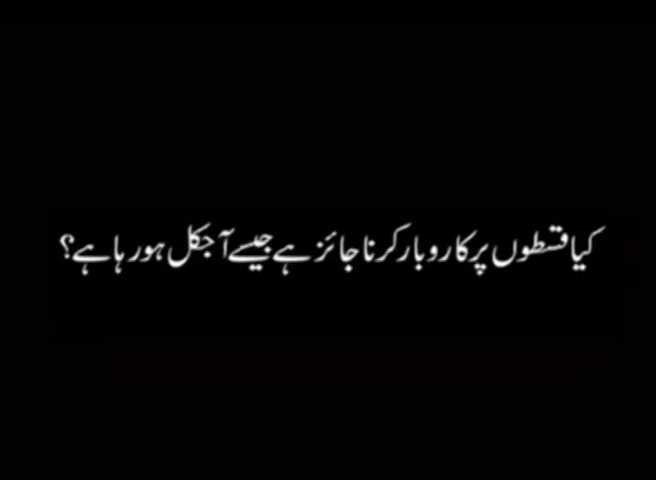 کیا قسطوں پر کاروبار کرنا جائز ہے جیسے آجکل ہو رہا ہے؟